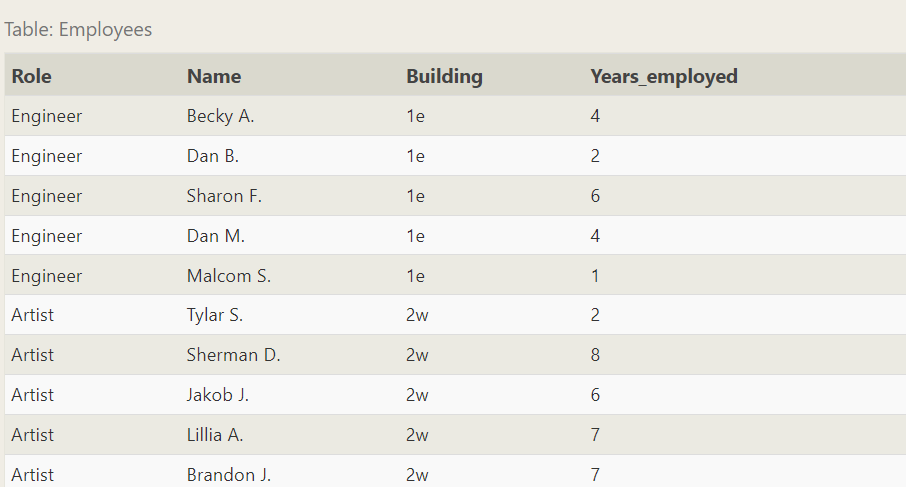 Table: Employees
Role Name Building Years_employed
Engineer Becky A. 1e 4
Engineer Dan B. 1e 2
Engineer Sharon F. 1e 6
Engineer Dan M. 1e 4
Engineer Malcom S. 1e 1
Artist Tylar S. 2w 2
Artist Sherman D. 2w 8
Artist Jakob J. 2w 6
Artist Lillia A. 2w 7
Artist Brandon J. 2w 7